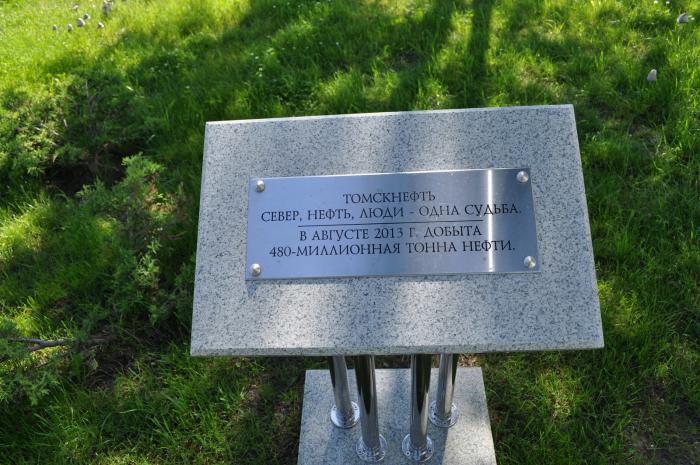 ТОМСКНЕФТЬ
СЕВЕР, НЕФТЬ, ЛЮДИ - ОДНА СУДЬБА.
В АВГУСТЕ 2013 Г. ДОБЫТА
480-МИЛЛИОННАЯ ТОННА НЕФТИ.